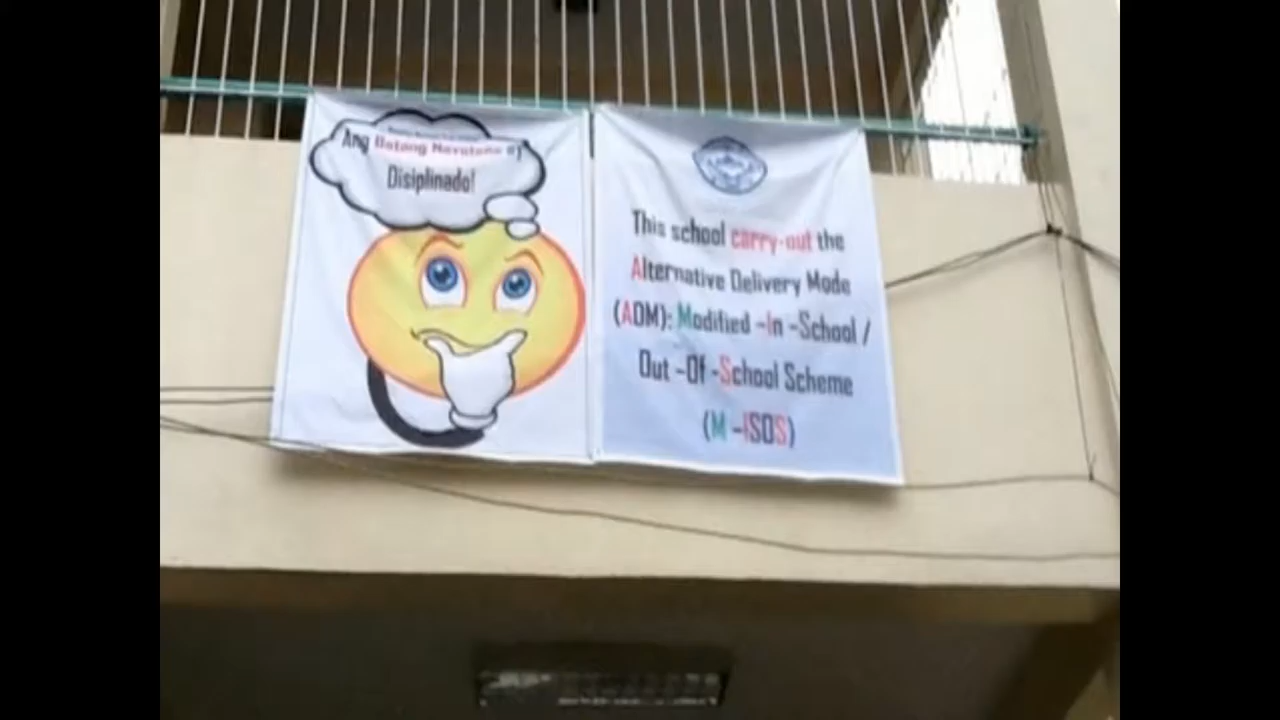 Ang Batang Navoteño #1
Disiplinado!
This school carry-out the
Alternative Delivery Mode
(ADM): Modified -In -School /
Out -Of -School Scheme
(M -ISOS)